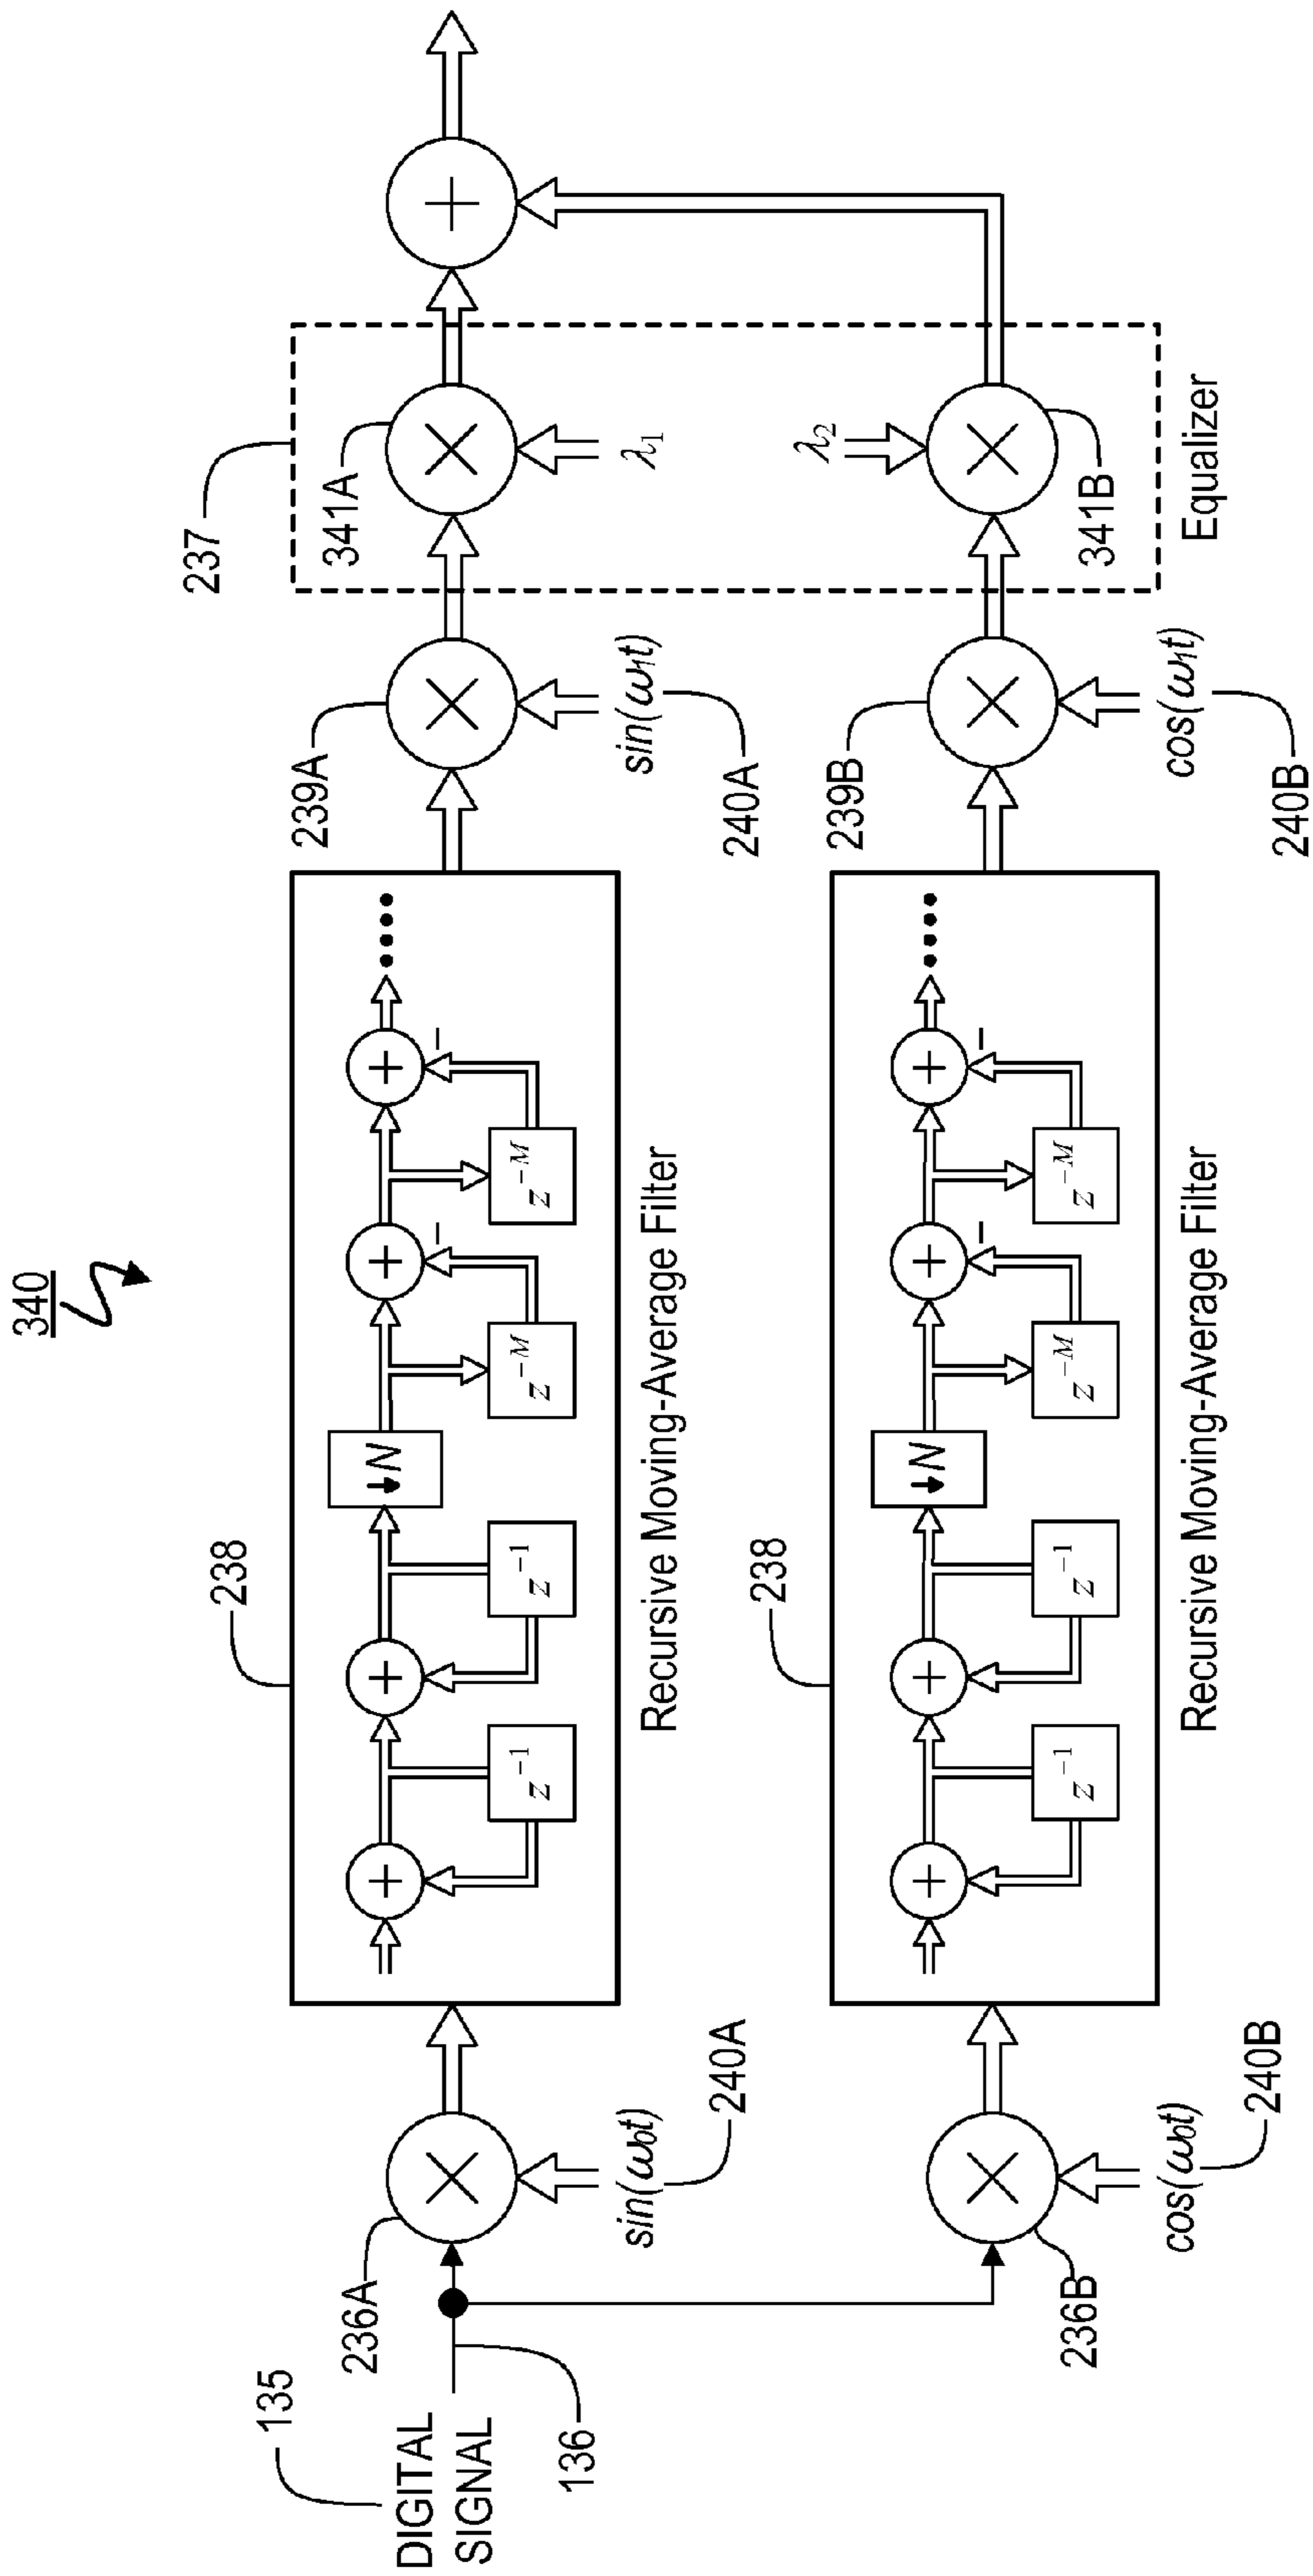 340
135
DIGITAL
SIGNAL
136
236A
sin(ω₀t)
240A
238
+
z⁻¹
+
z⁻¹
↓N
z⁻ᴹ
+
−
z⁻ᴹ
+
−
Recursive Moving-Average Filter
239A
sin(ω₁t)
240A
237
341A
λ₁
+
236B
cos(ω₀t)
240B
238
+
z⁻¹
+
z⁻¹
↓N
z⁻ᴹ
+
−
z⁻ᴹ
+
−
Recursive Moving-Average Filter
239B
cos(ω₁t)
240B
λ₂
341B
Equalizer